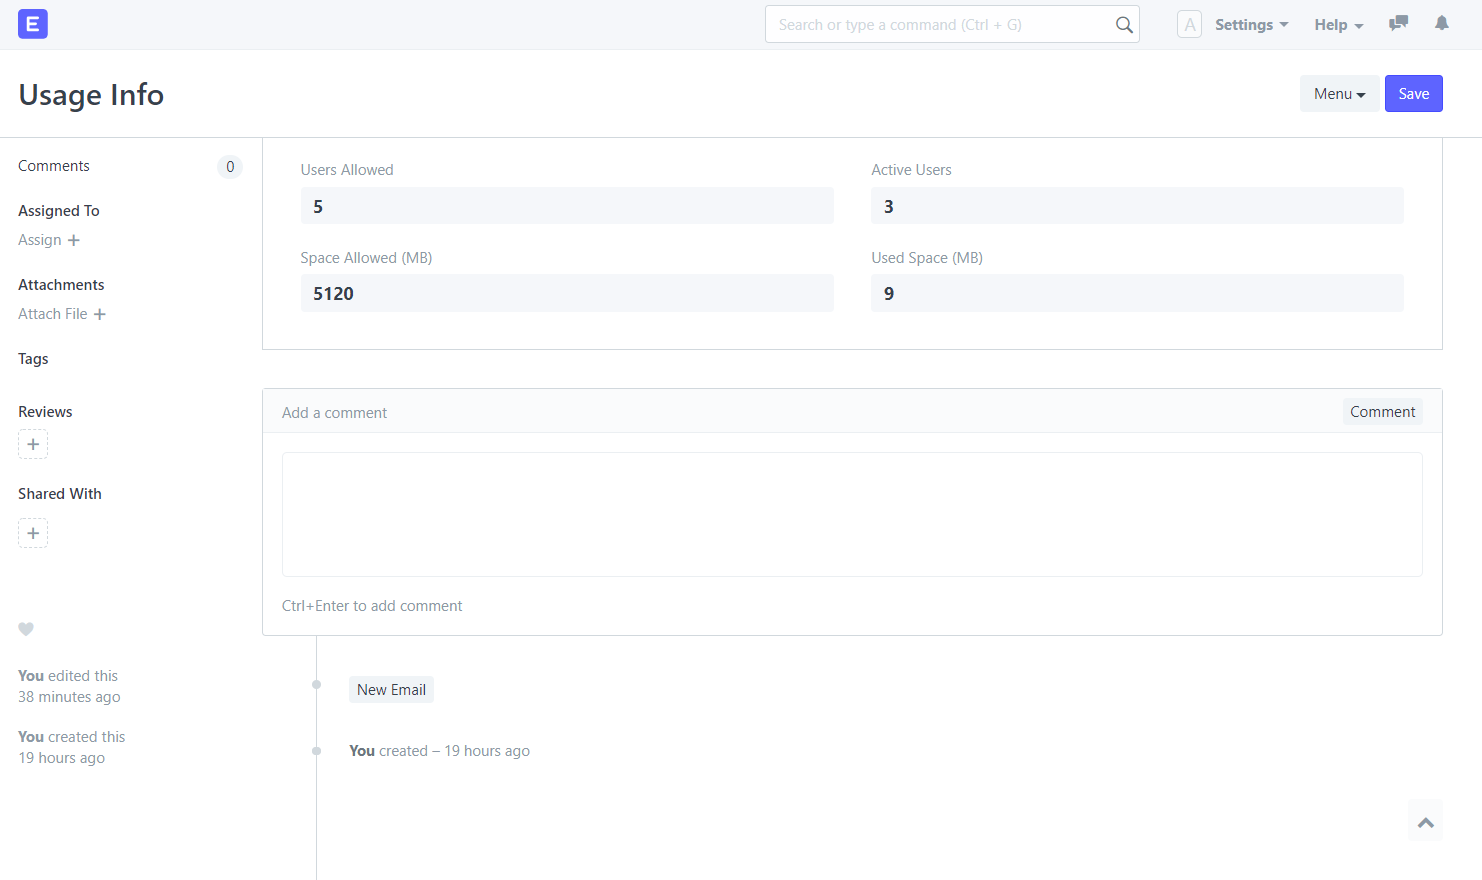 E
Search or type a command (Ctrl + G)
A
Settings
Help
Usage Info
Menu
Save
Comments
0
Assigned To
Assign +
Attachments
Attach File +
Tags
Reviews
+
Shared With
+
You edited this
38 minutes ago
You created this
19 hours ago
Users Allowed
5
Active Users
3
Space Allowed (MB)
5120
Used Space (MB)
9
Add a comment
Comment
Ctrl+Enter to add comment
New Email
You created – 19 hours ago